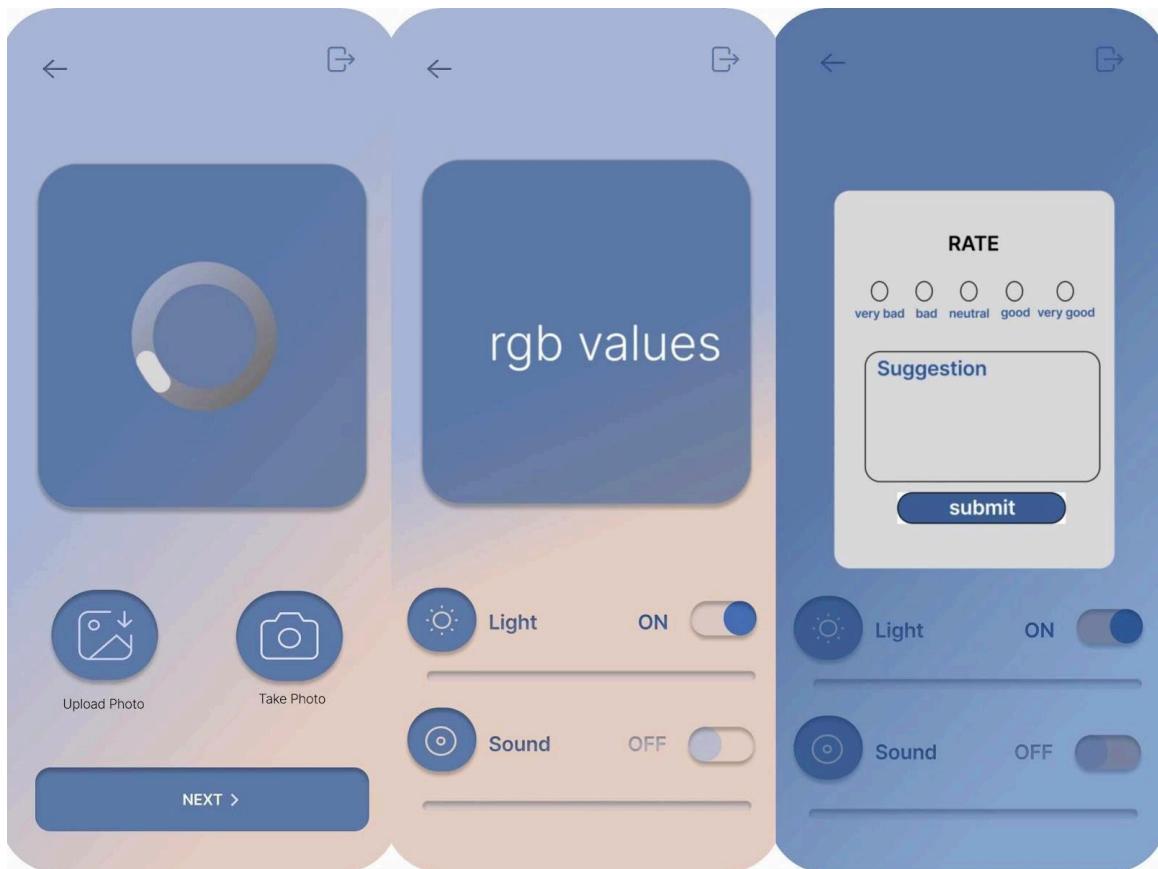 Upload Photo
Take Photo
NEXT >
rgb values
Light ON
Sound OFF
RATE
very bad bad neutral good very good
Suggestion
submit
Light ON
Sound OFF